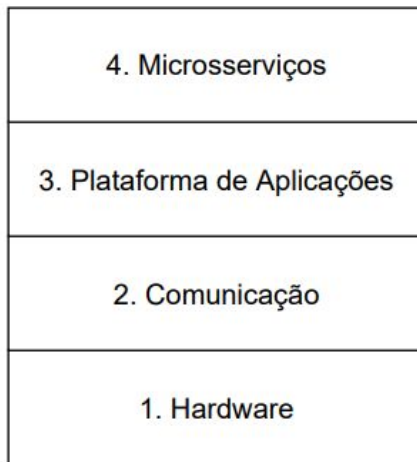 4. Microsserviços
3. Plataforma de Aplicações
2. Comunicação
1. Hardware